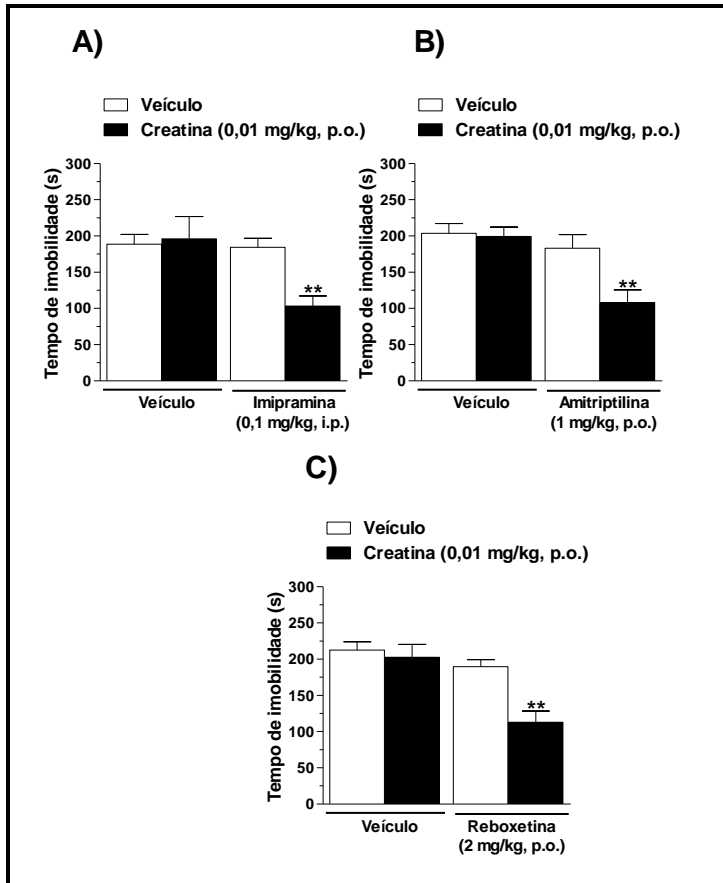 A)
Veículo
Creatina (0,01 mg/kg, p.o.)
Tempo de imobilidade (s)
300
250
200
150
100
50
0
**
Veículo
Imipramina
(0,1 mg/kg, i.p.)
B)
Veículo
Creatina (0,01 mg/kg, p.o.)
Tempo de imobilidade (s)
300
250
200
150
100
50
0
**
Veículo
Amitriptilina
(1 mg/kg, p.o.)
C)
Veículo
Creatina (0,01 mg/kg, p.o.)
Tempo de imobilidade (s)
300
250
200
150
100
50
0
**
Veículo
Reboxetina
(2 mg/kg, p.o.)